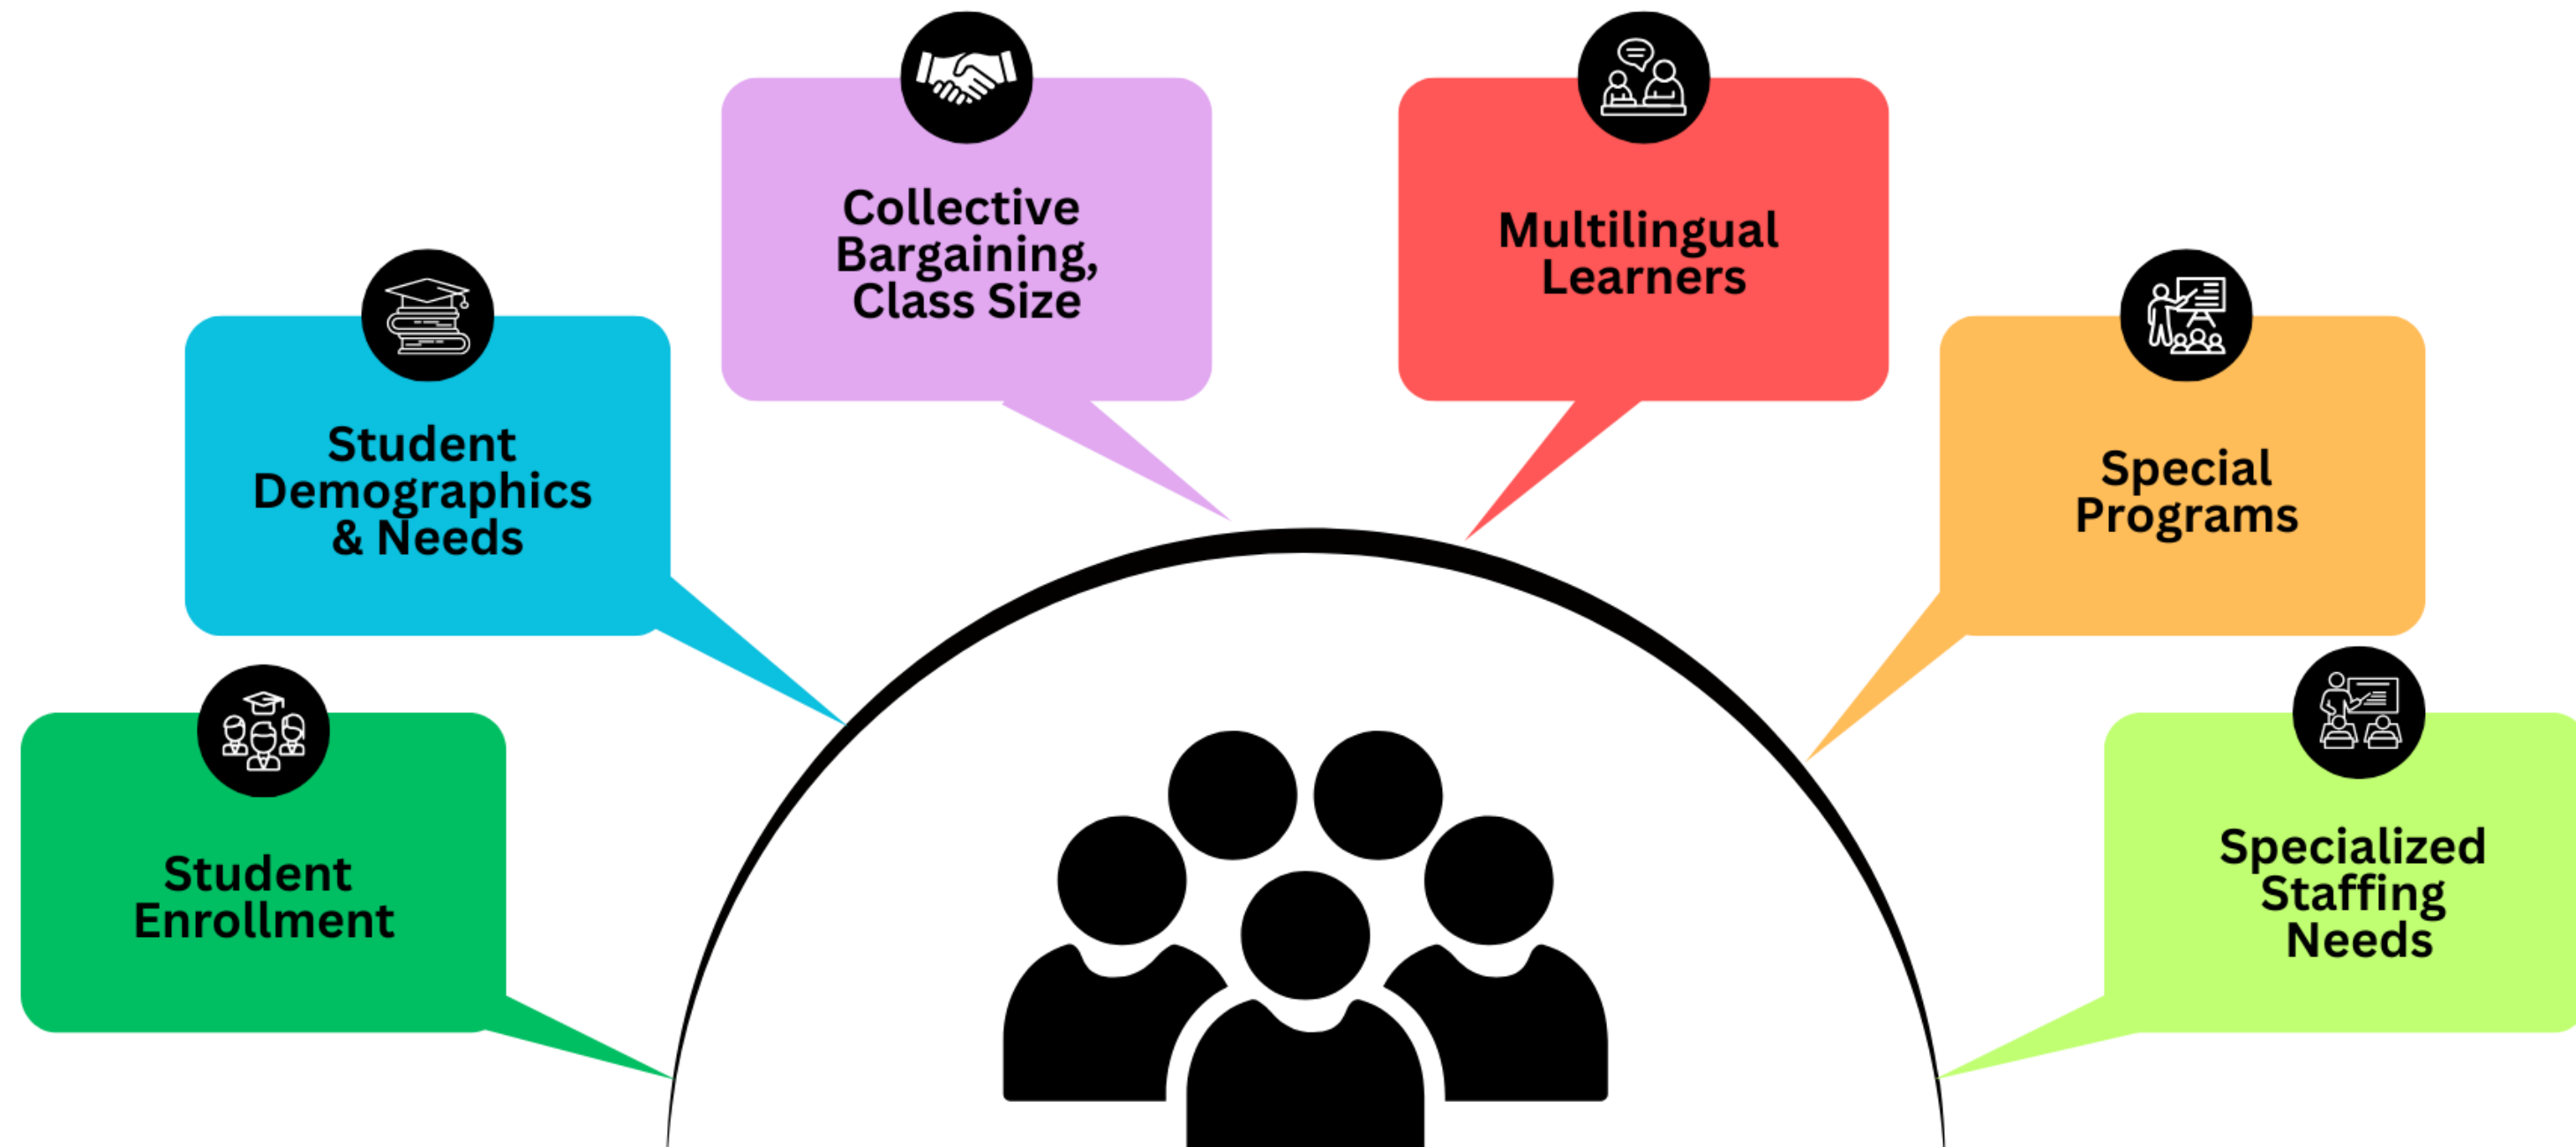 Student
Enrollment
Student
Demographics
& Needs
Collective
Bargaining,
Class Size
Multilingual
Learners
Special
Programs
Specialized
Staffing
Needs